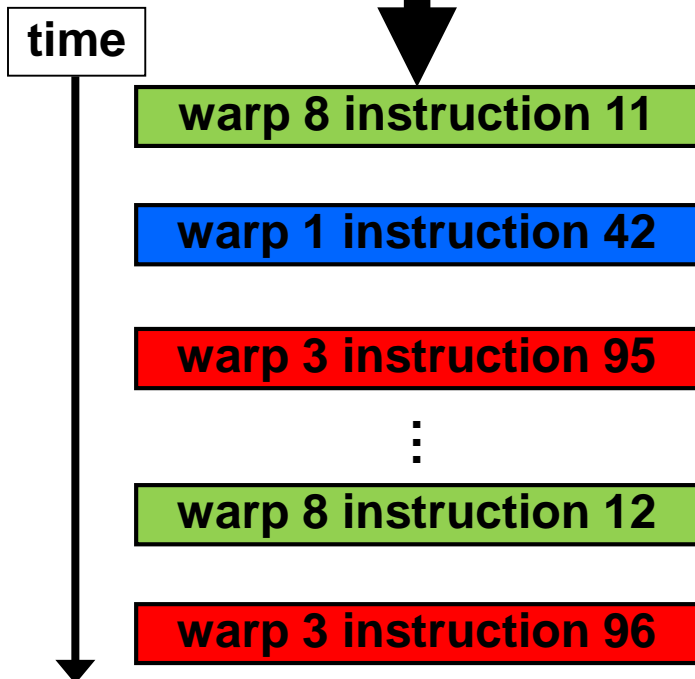 time
warp 8 instruction 11
warp 1 instruction 42
warp 3 instruction 95
⋮
warp 8 instruction 12
warp 3 instruction 96